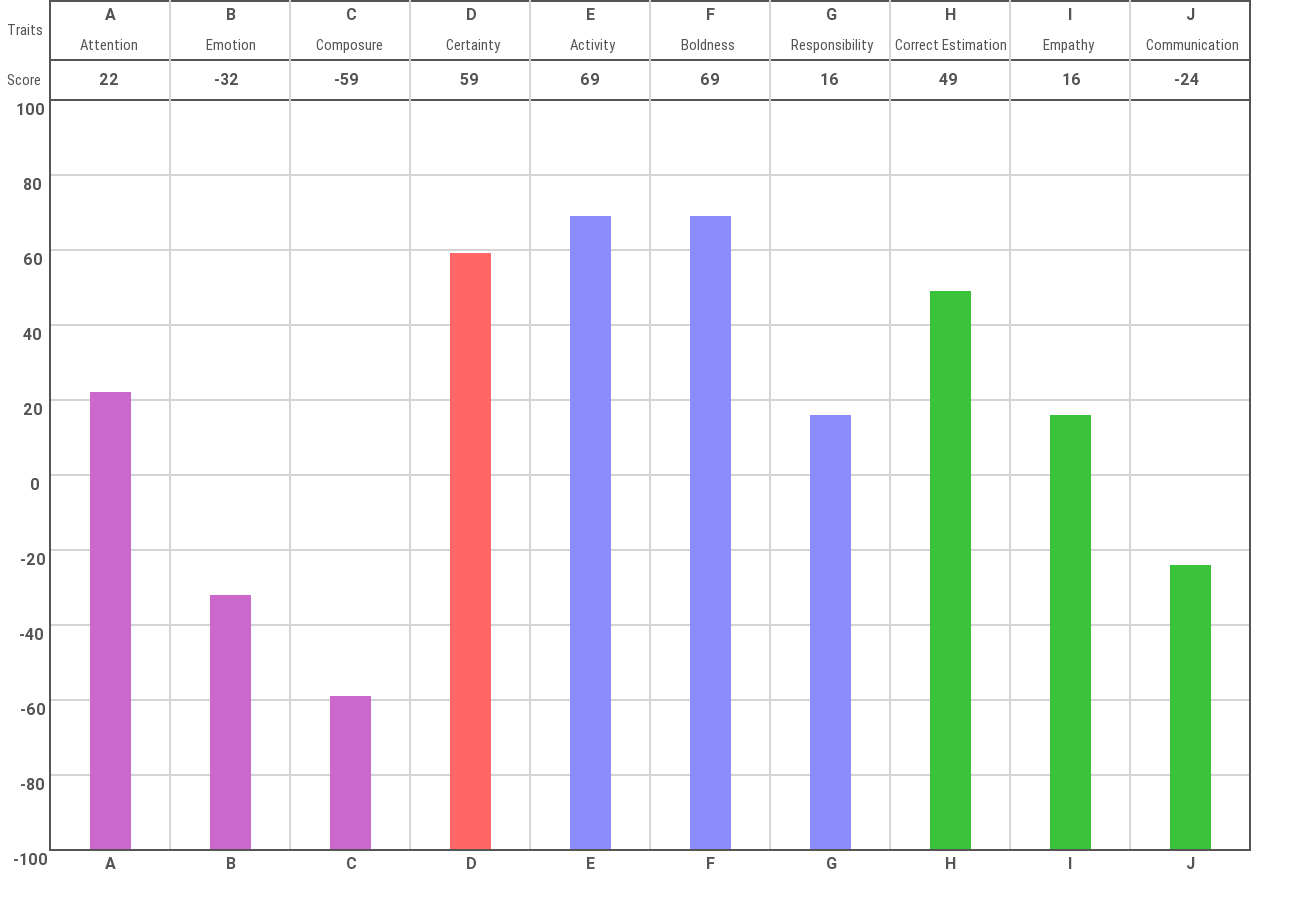 A B C D E F G H I J
Traits
Attention Emotion Composure Certainty Activity Boldness Responsibility Correct Estimation Empathy Communication
Score 22 -32 -59 59 69 69 16 49 16 -24
100
80
60
40
20
0
-20
-40
-60
-80
-100
A B C D E F G H I J